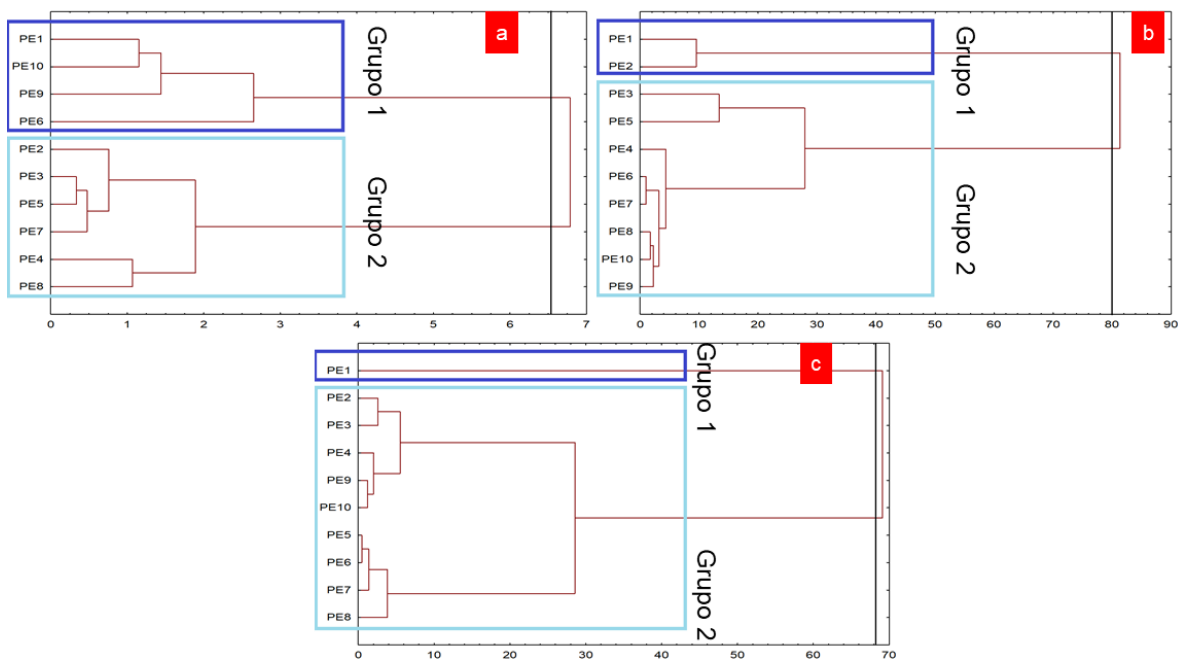 a
PE1
PE10
PE9
PE6
PE2
PE3
PE5
PE7
PE4
PE8
Grupo 1
Grupo 2
0 1 2 3 4 5 6 7
b
PE1
PE2
PE3
PE5
PE4
PE6
PE7
PE8
PE10
PE9
Grupo 1
Grupo 2
0 10 20 30 40 50 60 70 80 90
c
PE1
PE2
PE3
PE4
PE9
PE10
PE5
PE6
PE7
PE8
Grupo 1
Grupo 2
0 10 20 30 40 50 60 70